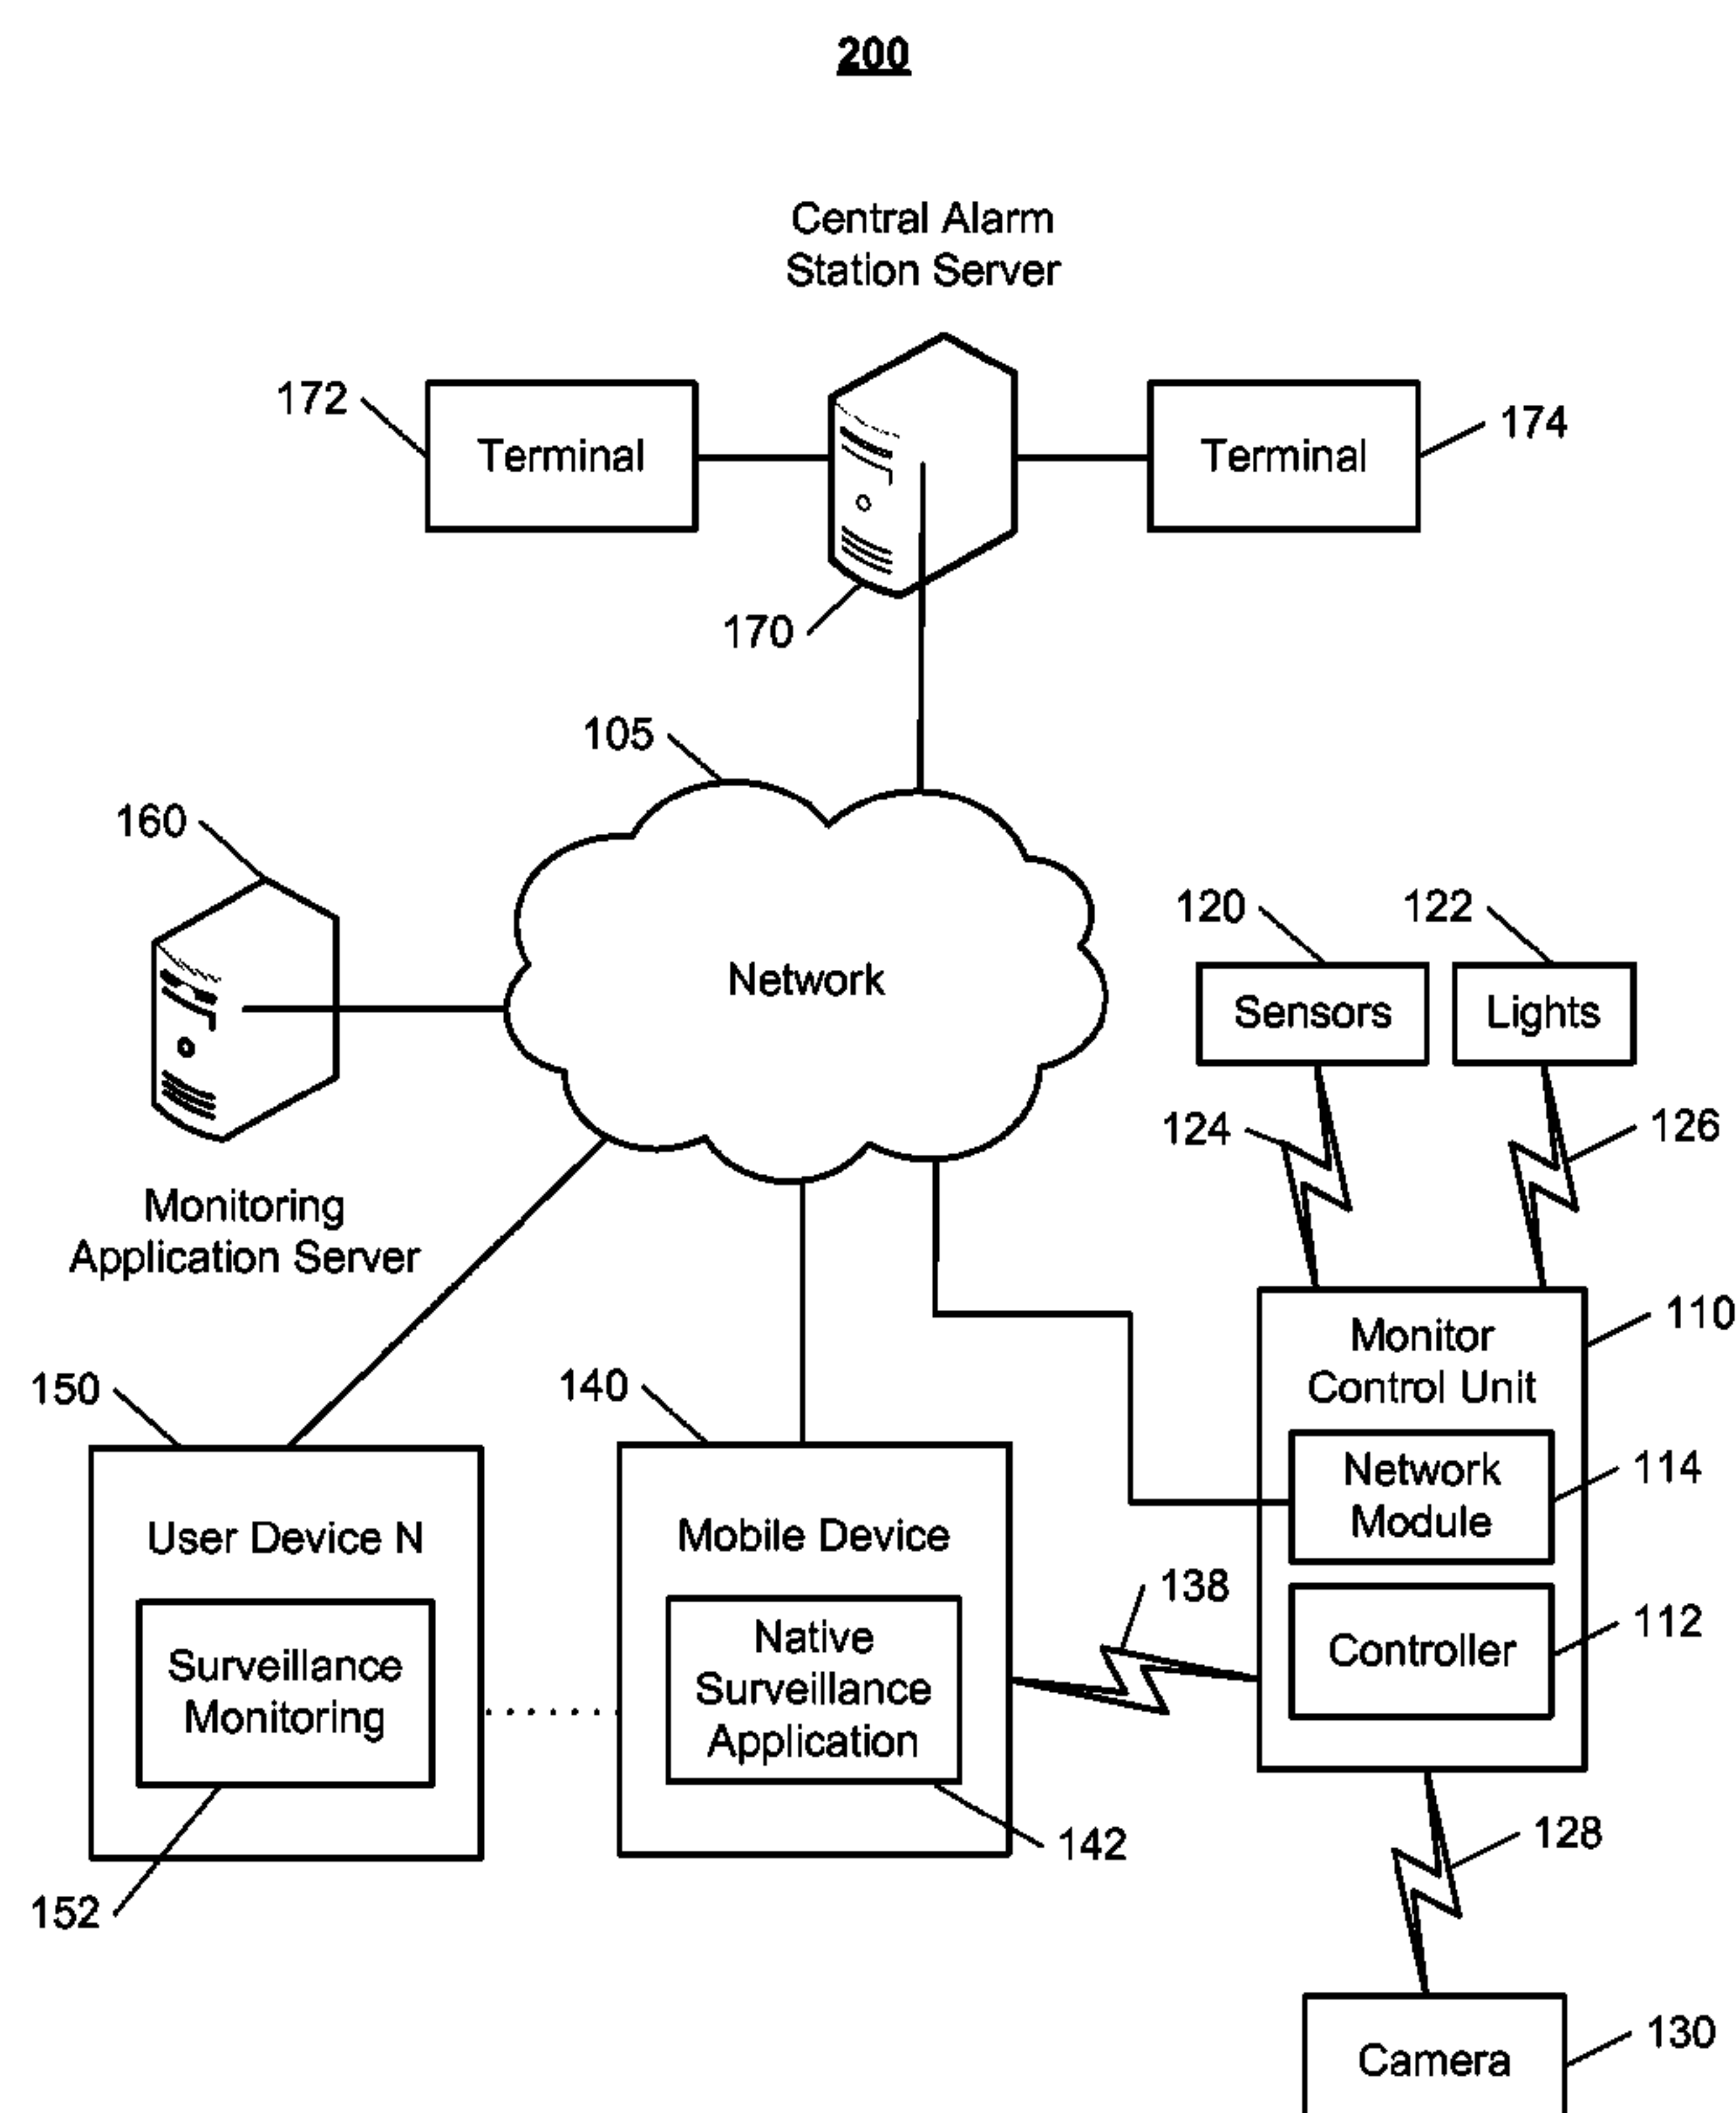 200
Central Alarm
Station Server
172
Terminal
Terminal
174
170
105
160
Network
120
122
Sensors
Lights
124
126
Monitoring
Application Server
110
Monitor
Control Unit
150
140
Network
Module
114
User Device N
Mobile Device
138
Surveillance
Monitoring
Native
Surveillance
Application
Controller
112
142
128
152
Camera
130